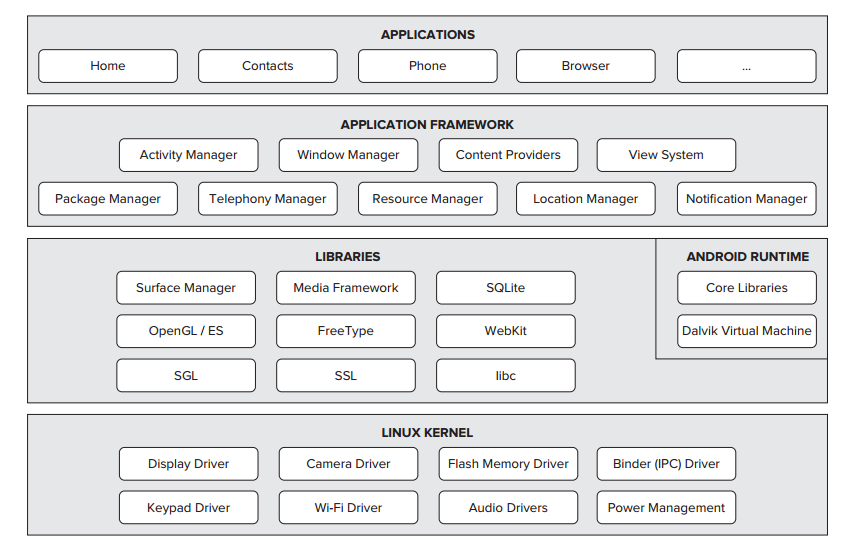 APPLICATIONS
Home Contacts Phone Browser ...
APPLICATION FRAMEWORK
Activity Manager Window Manager Content Providers View System
Package Manager Telephony Manager Resource Manager Location Manager Notification Manager
LIBRARIES
Surface Manager Media Framework SQLite
OpenGL / ES FreeType WebKit
SGL SSL libc
ANDROID RUNTIME
Core Libraries
Dalvik Virtual Machine
LINUX KERNEL
Display Driver Camera Driver Flash Memory Driver Binder (IPC) Driver
Keypad Driver Wi-Fi Driver Audio Drivers Power Management